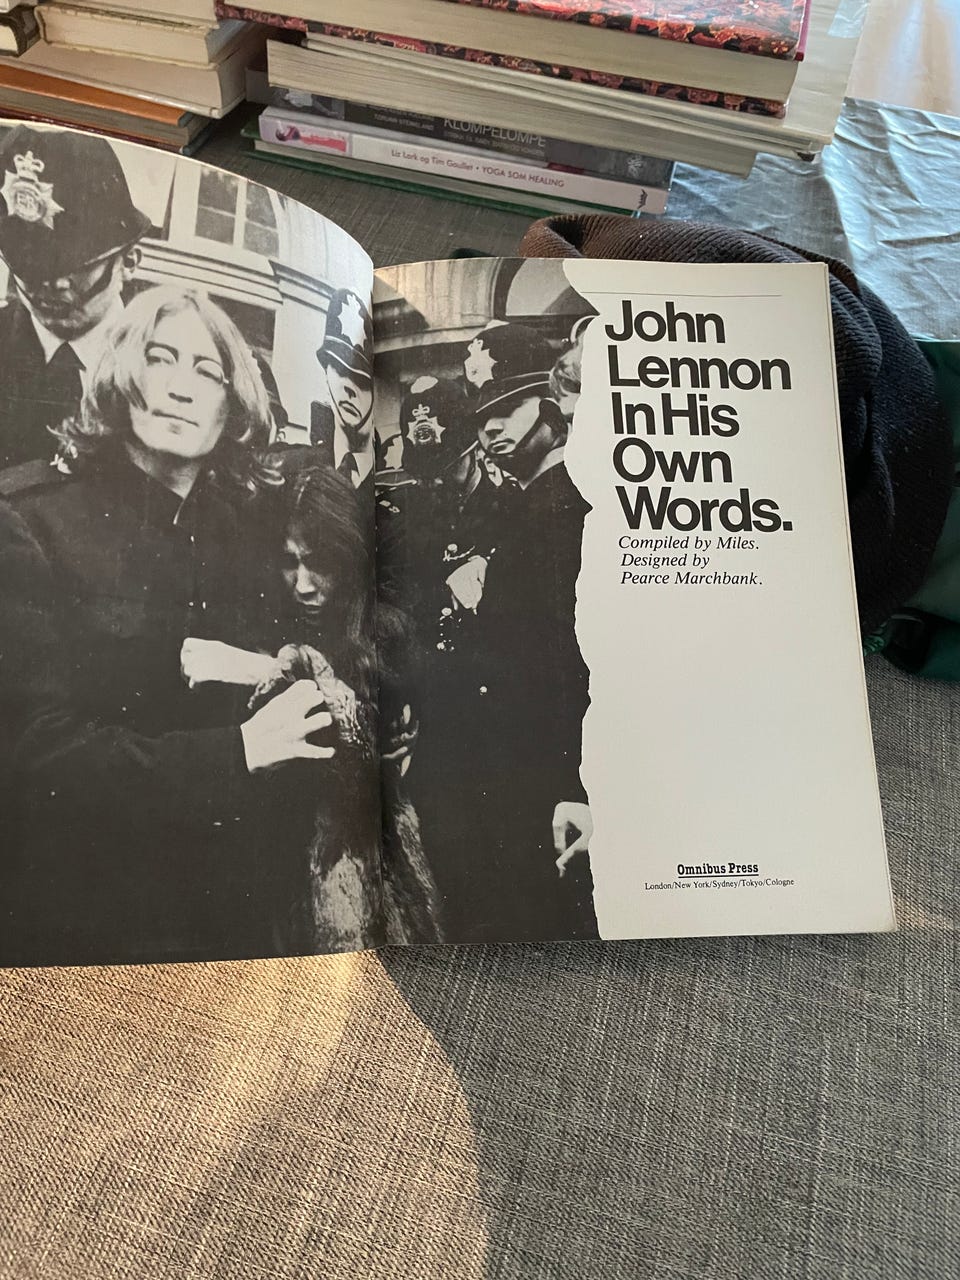 KLOMPELOMPE
Liz Lark og Tim Goullet • YOGA SOM HEALING
John
Lennon
In His
Own
Words.
Compiled by Miles.
Designed by
Pearce Marchbank.
Omnibus Press
London/New York/Sydney/Tokyo/Cologne